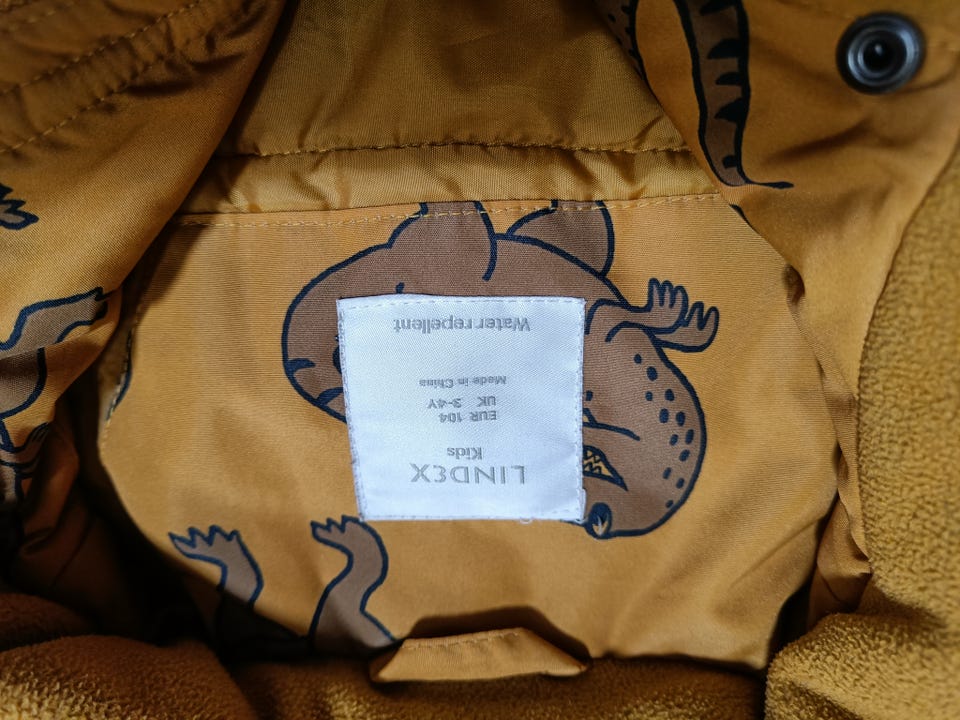 LINDEX
Kids
EUR 104
UK 3-4Y
Made in China
Water repellent